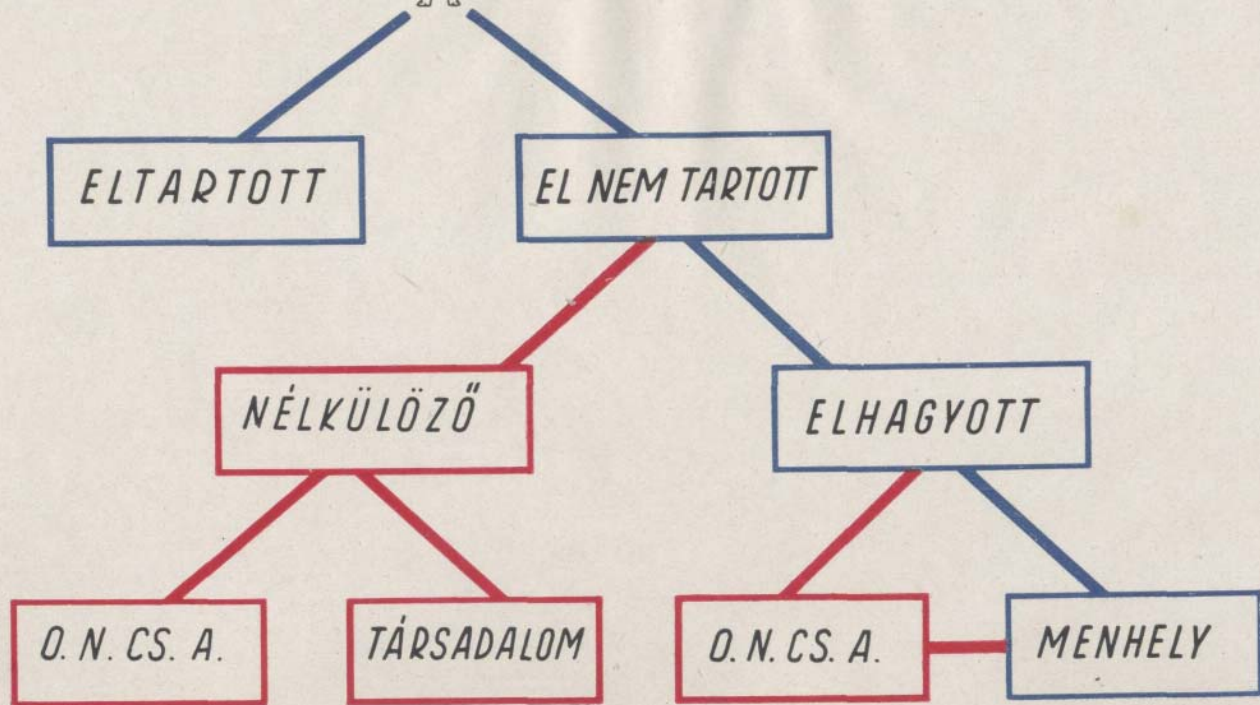 ELTARTOTT
EL NEM TARTOTT
NÉLKÜLÖZŐ
ELHAGYOTT
O. N. CS. A.
TÁRSADALOM
O. N. CS. A.
MENHELY